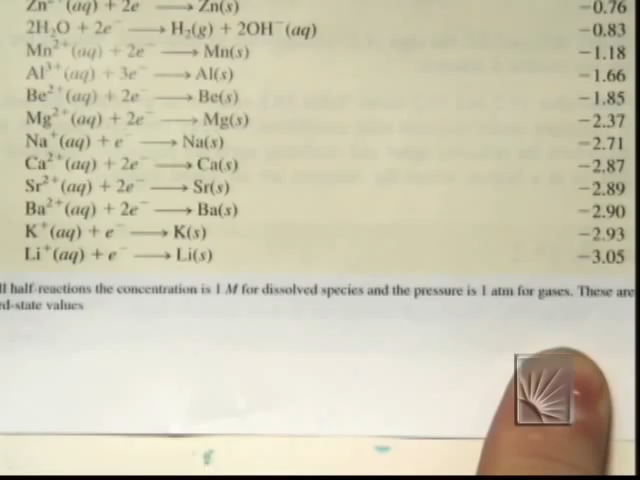 Zn²⁺(aq) + 2e⁻ ⟶ Zn(s) −0.76
2H₂O + 2e⁻ ⟶ H₂(g) + 2OH⁻(aq) −0.83
Mn²⁺(aq) + 2e⁻ ⟶ Mn(s) −1.18
Al³⁺(aq) + 3e⁻ ⟶ Al(s) −1.66
Be²⁺(aq) + 2e⁻ ⟶ Be(s) −1.85
Mg²⁺(aq) + 2e⁻ ⟶ Mg(s) −2.37
Na⁺(aq) + e⁻ ⟶ Na(s) −2.71
Ca²⁺(aq) + 2e⁻ ⟶ Ca(s) −2.87
Sr²⁺(aq) + 2e⁻ ⟶ Sr(s) −2.89
Ba²⁺(aq) + 2e⁻ ⟶ Ba(s) −2.90
K⁺(aq) + e⁻ ⟶ K(s) −2.93
Li⁺(aq) + e⁻ ⟶ Li(s) −3.05
ll half-reactions the concentration is 1 M for dissolved species and the pressure is 1 atm for gases. These are
rd-state values